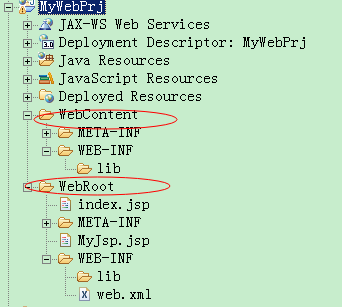 MyWebPrj
JAX-WS Web Services
Deployment Descriptor: MyWebPrj
Java Resources
JavaScript Resources
Deployed Resources
WebContent
META-INF
WEB-INF
lib
WebRoot
index.jsp
META-INF
MyJsp.jsp
WEB-INF
lib
web.xml